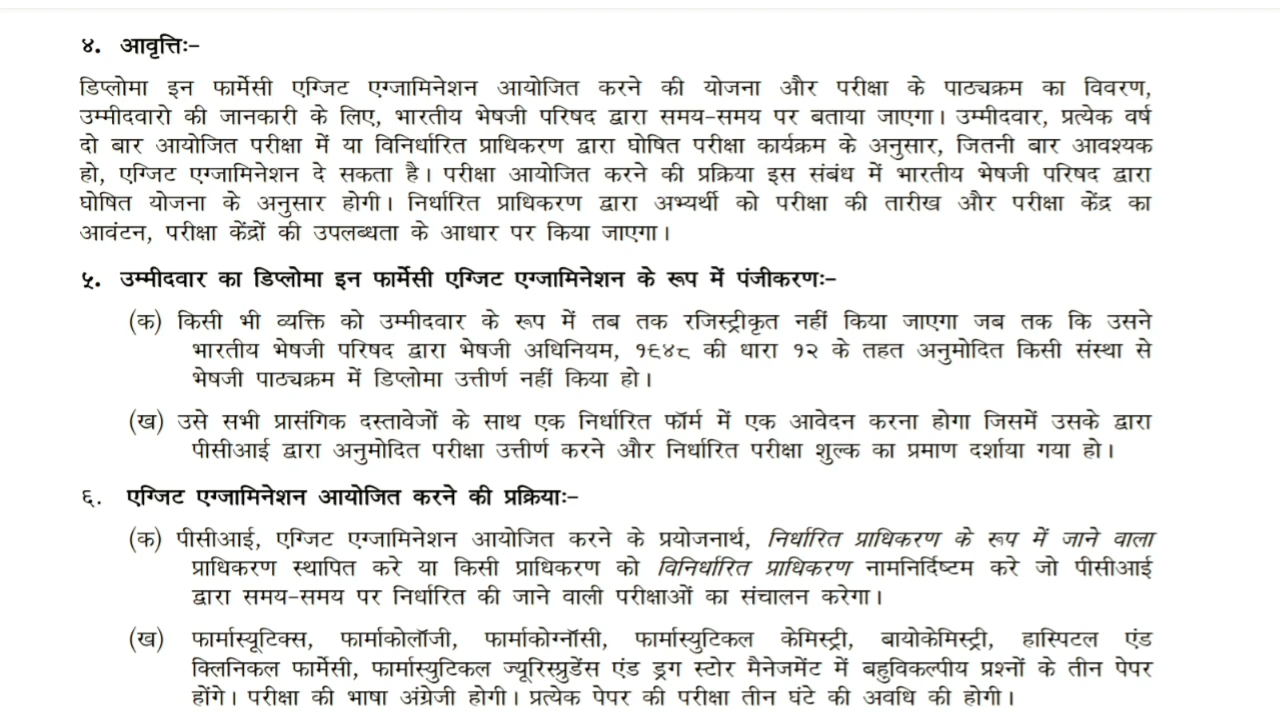 ४. आवृत्तिः-
डिप्लोमा इन फार्मेसी एग्जिट एग्जामिनेशन आयोजित करने की योजना और परीक्षा के पाठ्यक्रम का विवरण,
उम्मीदवारो की जानकारी के लिए, भारतीय भेषजी परिषद द्वारा समय-समय पर बताया जाएगा। उम्मीदवार, प्रत्येक वर्ष
दो बार आयोजित परीक्षा में या विनिर्धारित प्राधिकरण द्वारा घोषित परीक्षा कार्यक्रम के अनुसार, जितनी बार आवश्यक
हो, एग्जिट एग्जामिनेशन दे सकता है। परीक्षा आयोजित करने की प्रक्रिया इस संबंध में भारतीय भेषजी परिषद द्वारा
घोषित योजना के अनुसार होगी। निर्धारित प्राधिकरण द्वारा अभ्यर्थी को परीक्षा की तारीख और परीक्षा केंद्र का
आवंटन, परीक्षा केंद्रों की उपलब्धता के आधार पर किया जाएगा।
५. उम्मीदवार का डिप्लोमा इन फार्मेसी एग्जिट एग्जामिनेशन के रूप में पंजीकरणः-
(क) किसी भी व्यक्ति को उम्मीदवार के रूप में तब तक रजिस्ट्रीकृत नहीं किया जाएगा जब तक कि उसने
भारतीय भेषजी परिषद द्वारा भेषजी अधिनियम, १९४८ की धारा १२ के तहत अनुमोदित किसी संस्था से
भेषजी पाठ्यक्रम में डिप्लोमा उत्तीर्ण नहीं किया हो।
(ख) उसे सभी प्रासंगिक दस्तावेजों के साथ एक निर्धारित फॉर्म में एक आवेदन करना होगा जिसमें उसके द्वारा
पीसीआई द्वारा अनुमोदित परीक्षा उत्तीर्ण करने और निर्धारित परीक्षा शुल्क का प्रमाण दर्शाया गया हो।
६. एग्जिट एग्जामिनेशन आयोजित करने की प्रक्रियाः-
(क) पीसीआई, एग्जिट एग्जामिनेशन आयोजित करने के प्रयोजनार्थ, निर्धारित प्राधिकरण के रूप में जाने वाला
प्राधिकरण स्थापित करे या किसी प्राधिकरण को विनिर्धारित प्राधिकरण नामनिर्दिष्टम करे जो पीसीआई
द्वारा समय-समय पर निर्धारित की जाने वाली परीक्षाओं का संचालन करेगा।
(ख) फार्मास्यूटिक्स, फार्माकोलॉजी, फार्माकोग्नॉसी, फार्मास्युटिकल केमिस्ट्री, बायोकेमिस्ट्री, हास्पिटल एंड
क्लिनिकल फार्मेसी, फार्मास्युटिकल ज्यूरिस्प्रुडेंस एंड ड्रग स्टोर मैनेजमेंट में बहुविकल्पीय प्रश्नों के तीन पेपर
होंगे। परीक्षा की भाषा अंग्रेजी होगी। प्रत्येक पेपर की परीक्षा तीन घंटे की अवधि की होगी।